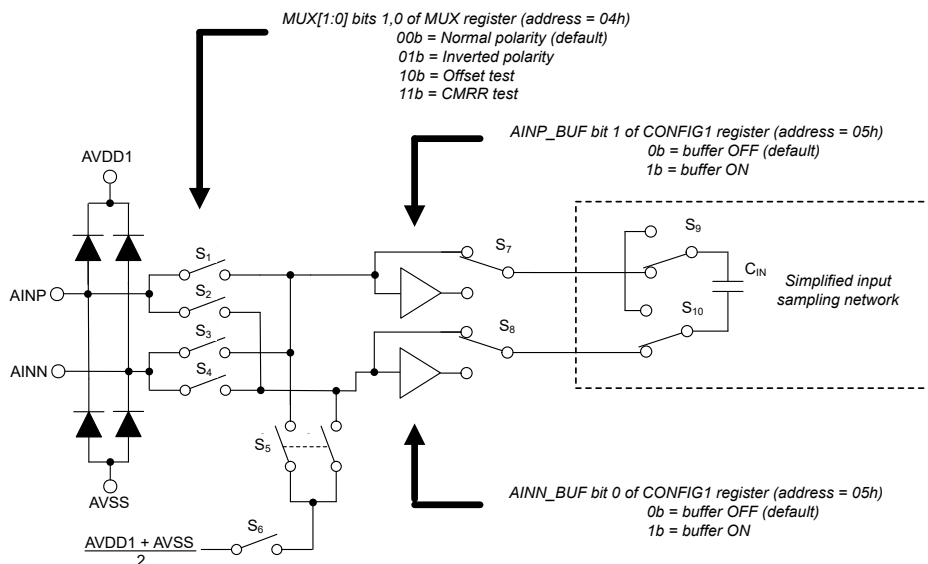 MUX[1:0] bits 1,0 of MUX register (address = 04h)
00b = Normal polarity (default)
01b = Inverted polarity
10b = Offset test
11b = CMRR test
AINP_BUF bit 1 of CONFIG1 register (address = 05h)
0b = buffer OFF (default)
1b = buffer ON
AVDD1
S1
S7
S9
AINP
S2
CIN
Simplified input
sampling network
S10
S3
S8
AINN
S4
S5
AVSS
AINN_BUF bit 0 of CONFIG1 register (address = 05h)
0b = buffer OFF (default)
1b = buffer ON
S6
AVDD1 + AVSS
2